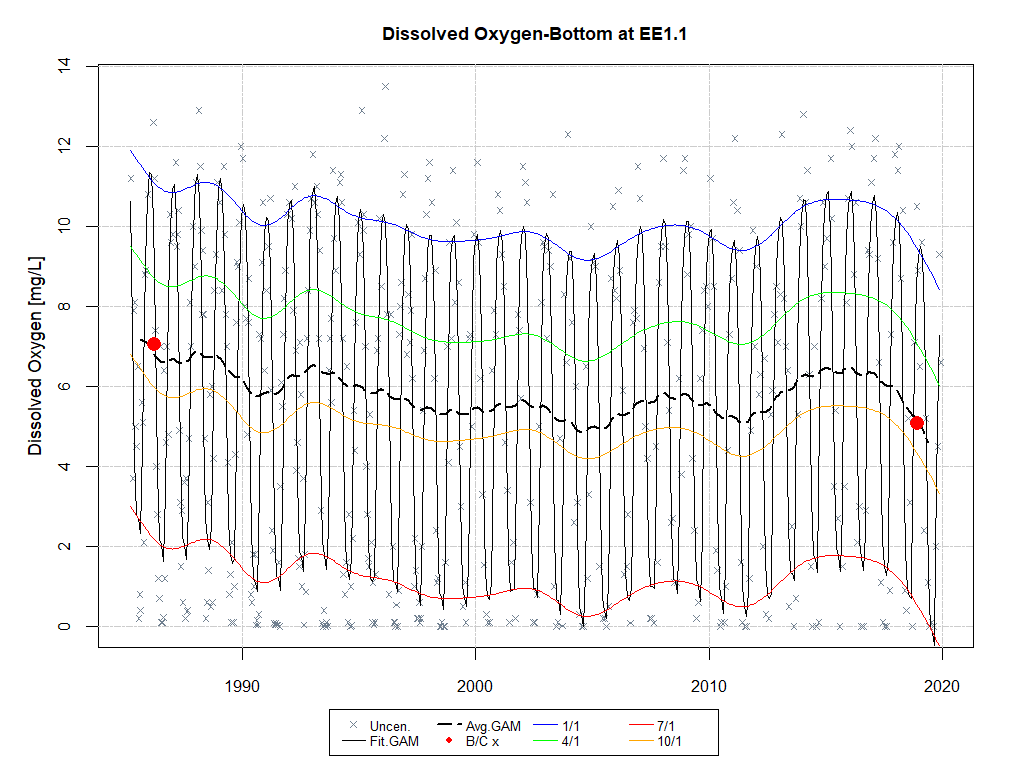 Dissolved Oxygen-Bottom at EE1.1
Dissolved Oxygen [mg/L]
14
12
10
8
6
4
2
0
1990 2000 2010 2020
Uncen. Avg.GAM 1/1 7/1
Fit.GAM B/C x 4/1 10/1